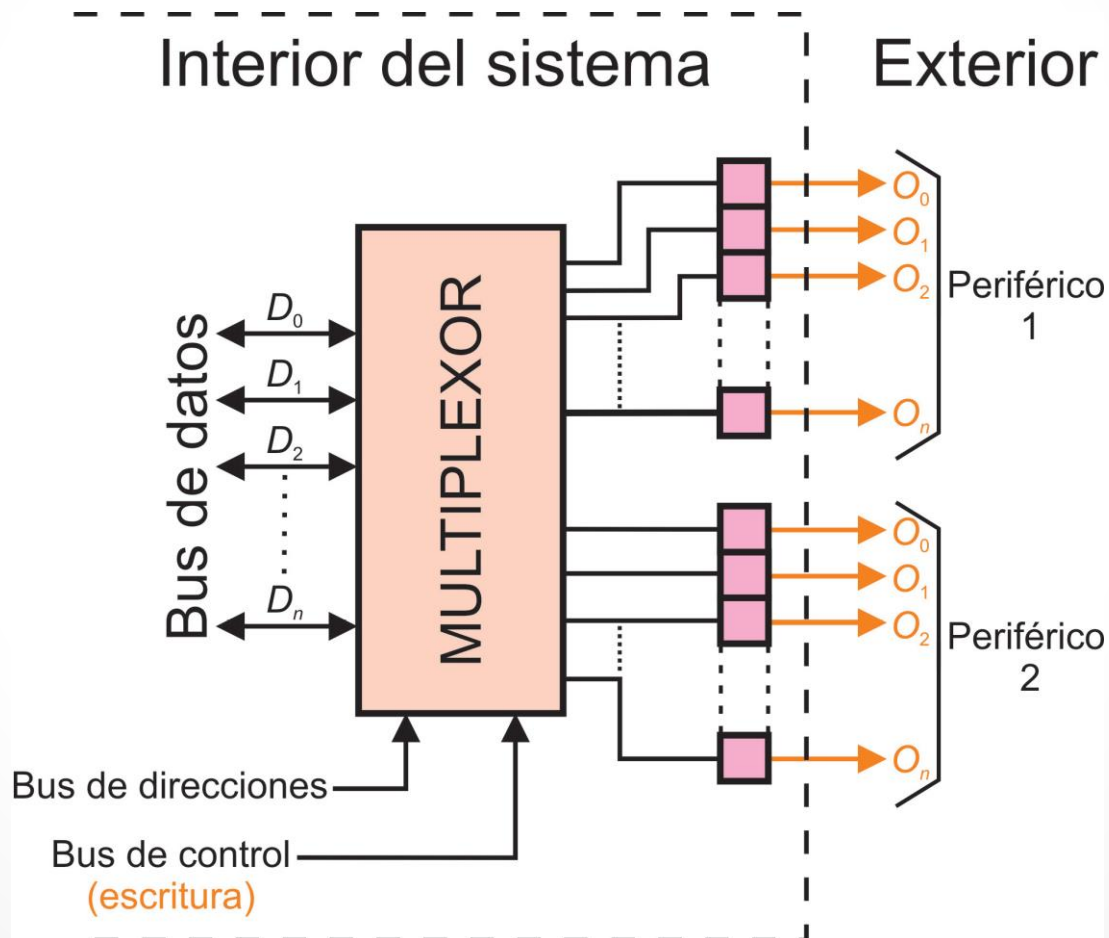 Interior del sistema
Exterior
Bus de datos
D0
D1
D2
Dn
MULTIPLEXOR
O0
O1
O2
On
Periférico
1
O0
O1
O2
On
Periférico
2
Bus de direcciones
Bus de control
(escritura)